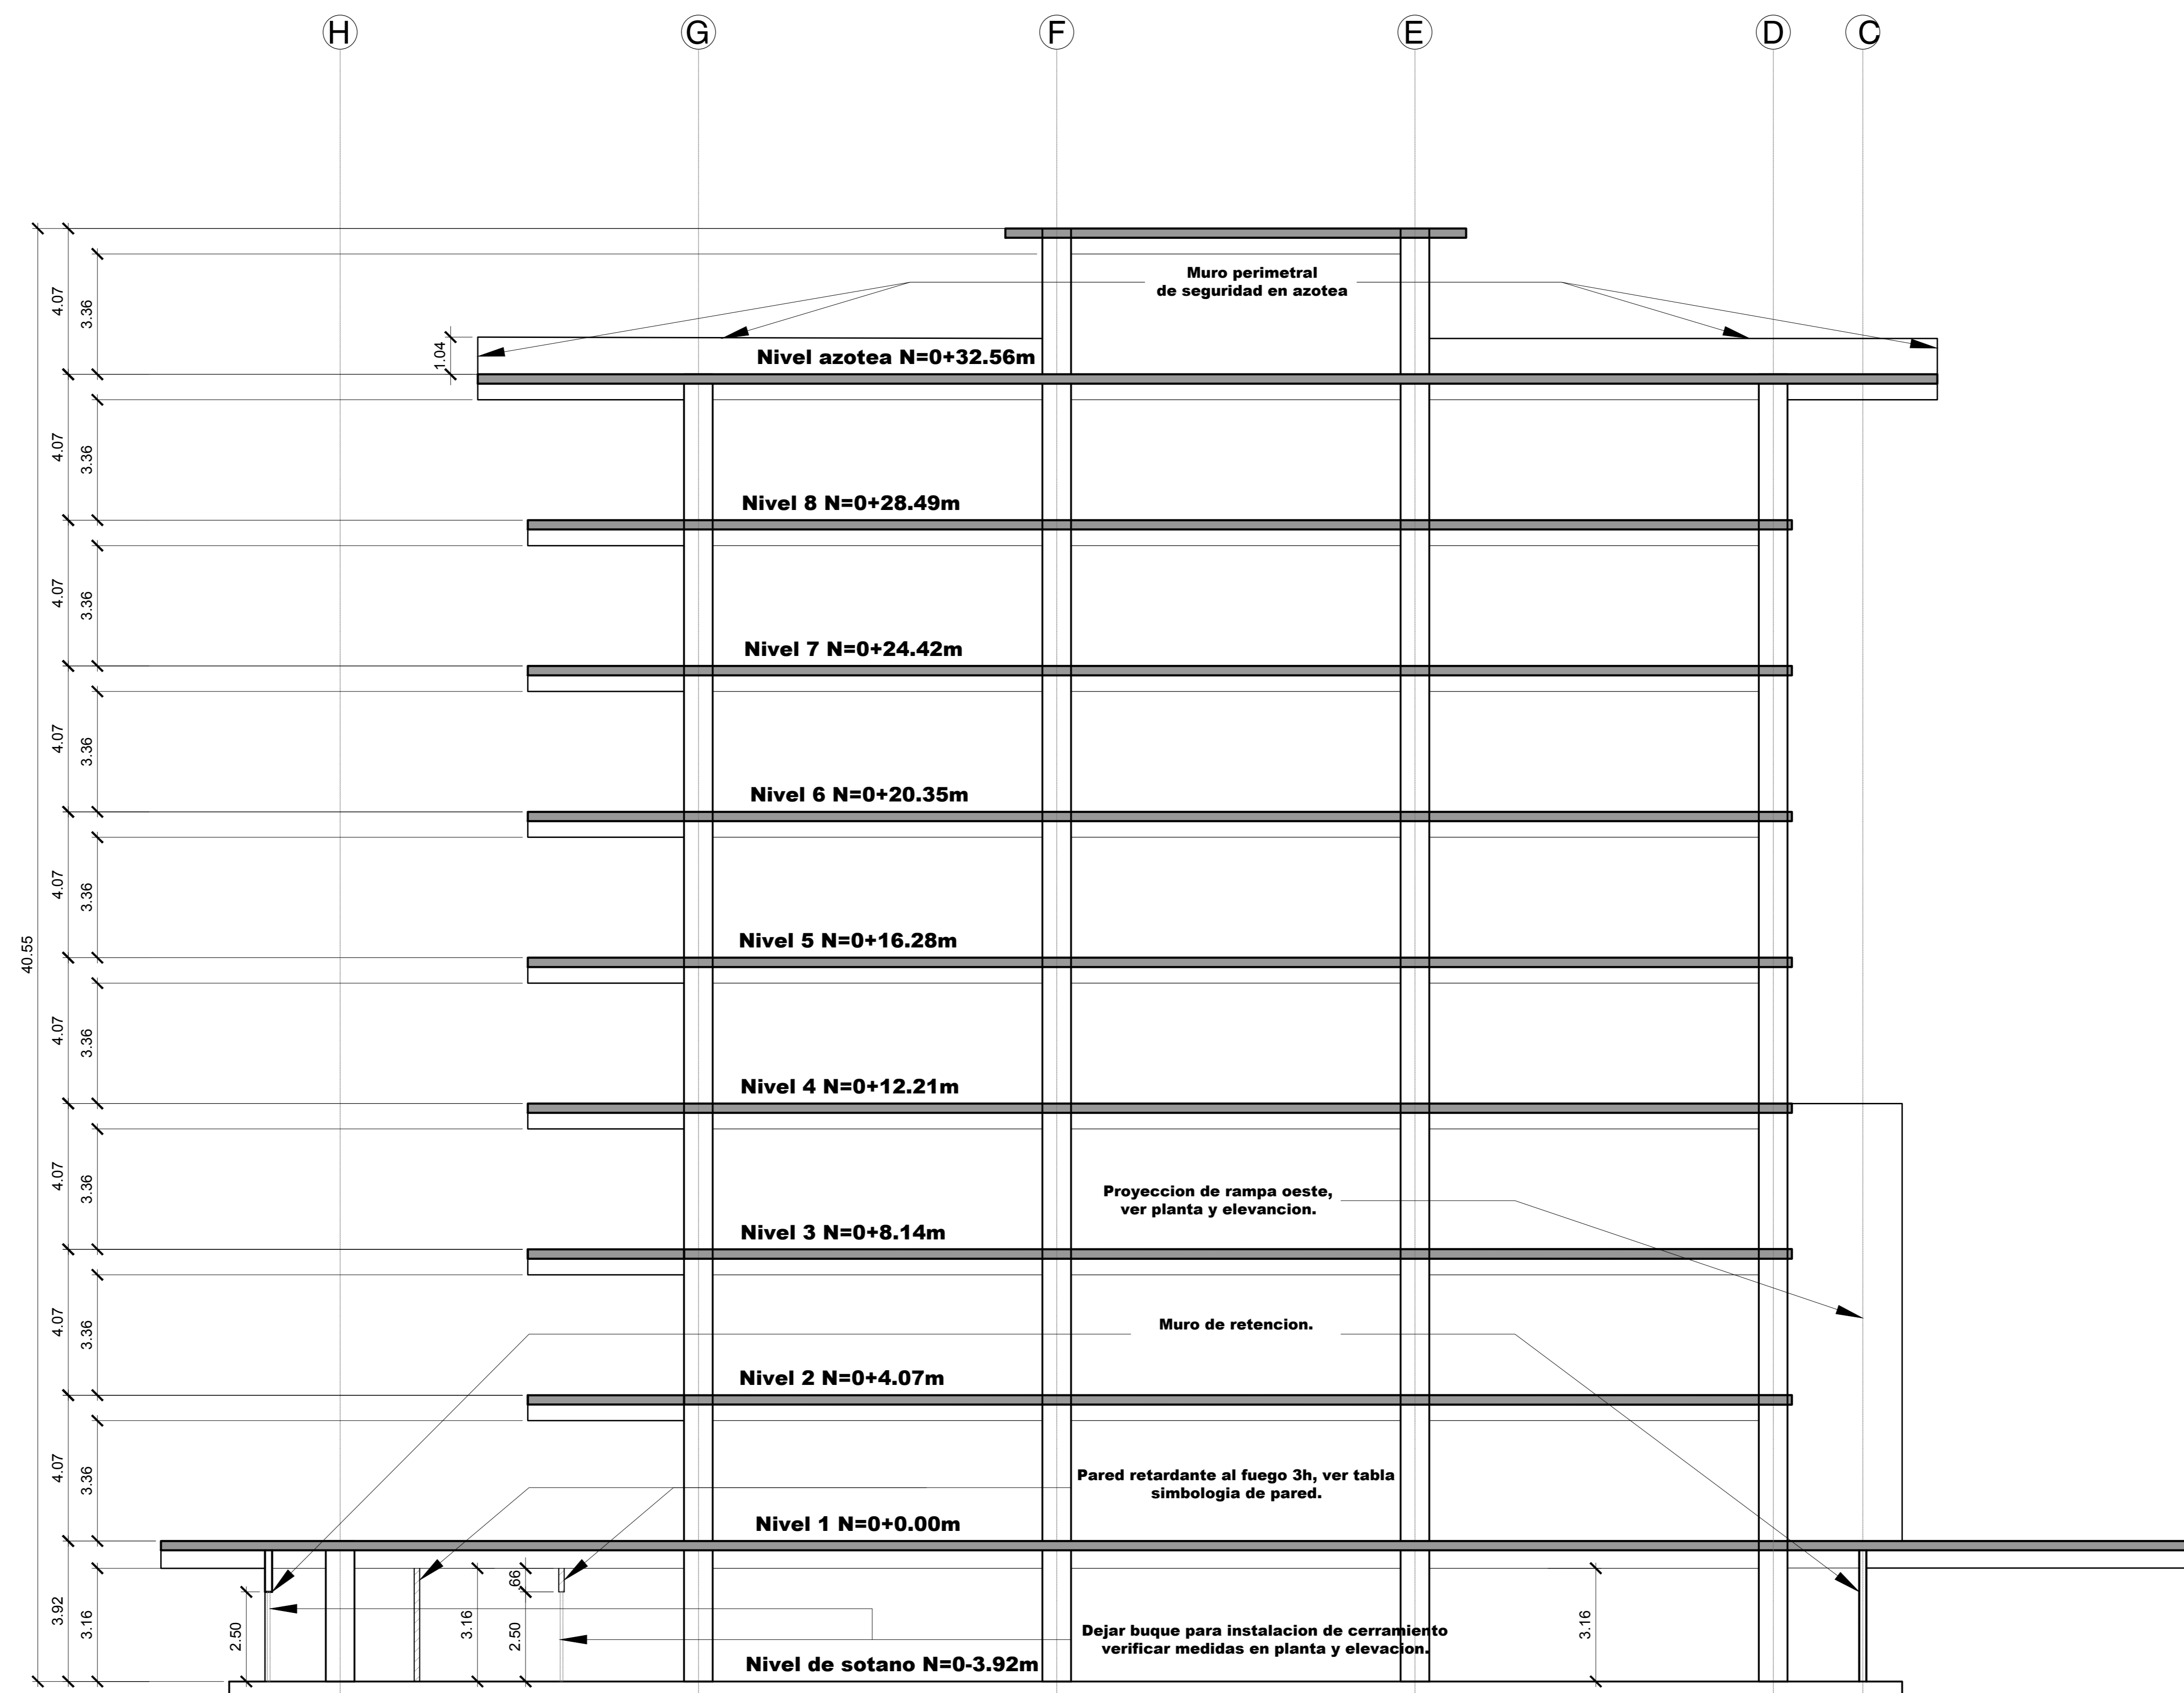 H G F E D C
Muro perimetral
de seguridad en azotea
4.07
3.36
1.04
Nivel azotea N=0+32.56m
4.07
3.36
Nivel 8 N=0+28.49m
4.07
3.36
Nivel 7 N=0+24.42m
4.07
3.36
Nivel 6 N=0+20.35m
4.07
3.36
40.55
Nivel 5 N=0+16.28m
4.07
3.36
Nivel 4 N=0+12.21m
4.07
3.36
Proyeccion de rampa oeste,
ver planta y elevancion.
Nivel 3 N=0+8.14m
4.07
3.36
Muro de retencion.
Nivel 2 N=0+4.07m
4.07
3.36
Pared retardante al fuego 3h, ver tabla
simbologia de pared.
Nivel 1 N=0+0.00m
3.92
3.16
2.50
3.16
.66
2.50
3.16
Dejar buque para instalacion de cerramiento
verificar medidas en planta y elevacion.
Nivel de sotano N=0-3.92m